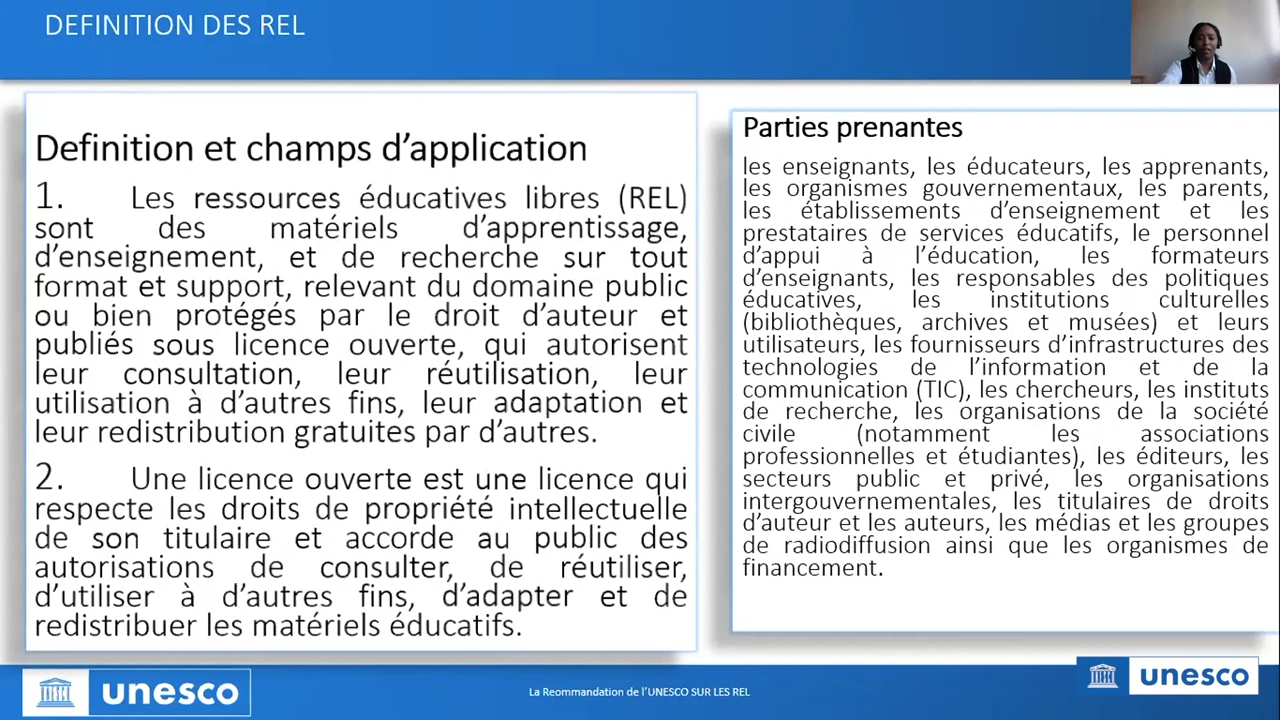 DEFINITION DES REL
Definition et champs d’application
1. Les ressources éducatives libres (REL)
sont des matériels d’apprentissage,
d’enseignement, et de recherche sur tout
format et support, relevant du domaine public
ou bien protégés par le droit d’auteur et
publiés sous licence ouverte, qui autorisent
leur consultation, leur réutilisation, leur
utilisation à d’autres fins, leur adaptation et
leur redistribution gratuites par d’autres.
2. Une licence ouverte est une licence qui
respecte les droits de propriété intellectuelle
de son titulaire et accorde au public des
autorisations de consulter, de réutiliser,
d’utiliser à d’autres fins, d’adapter et de
redistribuer les matériels éducatifs.
Parties prenantes
les enseignants, les éducateurs, les apprenants,
les organismes gouvernementaux, les parents,
les établissements d’enseignement et les
prestataires de services éducatifs, le personnel
d’appui à l’éducation, les formateurs
d’enseignants, les responsables des politiques
éducatives, les institutions culturelles
(bibliothèques, archives et musées) et leurs
utilisateurs, les fournisseurs d’infrastructures des
technologies de l’information et de la
communication (TIC), les chercheurs, les instituts
de recherche, les organisations de la société
civile (notamment les associations
professionnelles et étudiantes), les éditeurs, les
secteurs public et privé, les organisations
intergouvernementales, les titulaires de droits
d’auteur et les auteurs, les médias et les groupes
de radiodiffusion ainsi que les organismes de
financement.
unesco
La Reommandation de l’UNESCO SUR LES REL
unesco